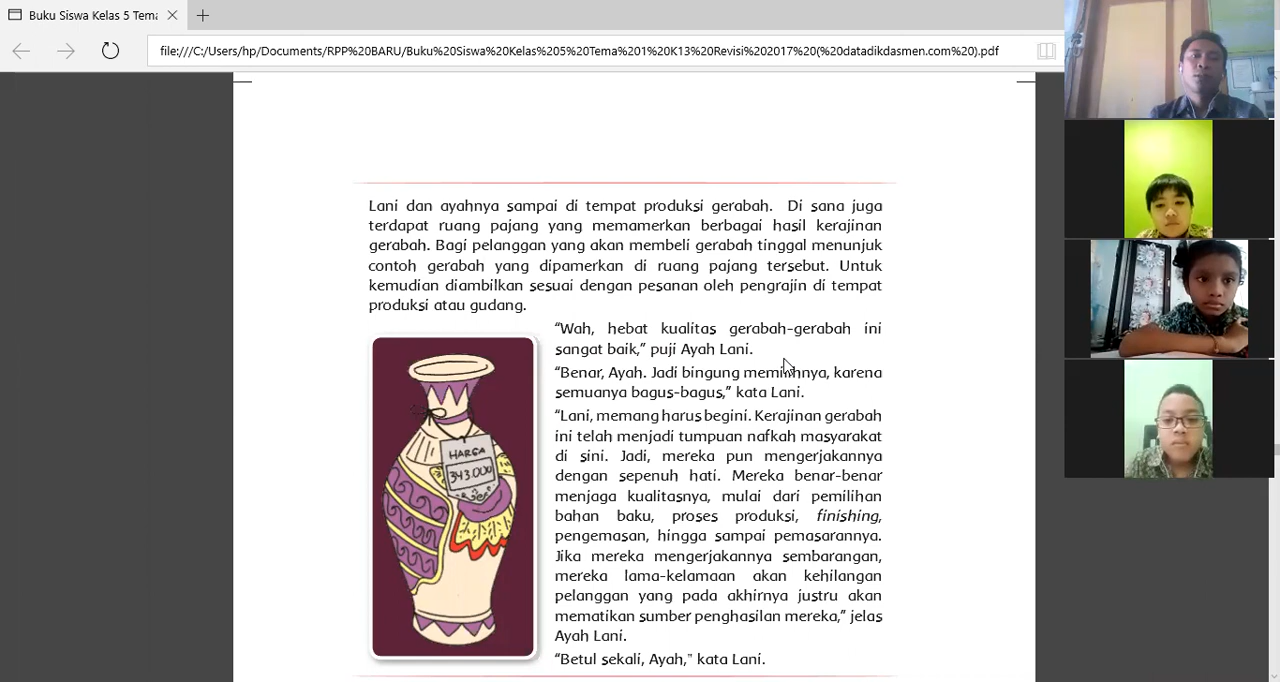 Buku Siswa Kelas 5 Tema
file:///C:/Users/hp/Documents/RPP%20BARU/Buku%20Siswa%20Kelas%205%20Tema%201%20K13%20Revisi%202017%20(%20datadikdasmen.com%20).pdf
Lani dan ayahnya sampai di tempat produksi gerabah. Di sana juga
terdapat ruang pajang yang memamerkan berbagai hasil kerajinan
gerabah. Bagi pelanggan yang akan membeli gerabah tinggal menunjuk
contoh gerabah yang dipamerkan di ruang pajang tersebut. Untuk
kemudian diambilkan sesuai dengan pesanan oleh pengrajin di tempat
produksi atau gudang.
“Wah, hebat kualitas gerabah-gerabah ini
sangat baik,” puji Ayah Lani.
“Benar, Ayah. Jadi bingung memilihnya, karena
semuanya bagus-bagus,” kata Lani.
“Lani, memang harus begini. Kerajinan gerabah
ini telah menjadi tumpuan nafkah masyarakat
di sini. Jadi, mereka pun mengerjakannya
dengan sepenuh hati. Mereka benar-benar
menjaga kualitasnya, mulai dari pemilihan
bahan baku, proses produksi, finishing,
pengemasan, hingga sampai pemasarannya.
Jika mereka mengerjakannya sembarangan,
mereka lama-kelamaan akan kehilangan
pelanggan yang pada akhirnya justru akan
mematikan sumber penghasilan mereka,” jelas
Ayah Lani.
“Betul sekali, Ayah,” kata Lani.
HARGA
343.000